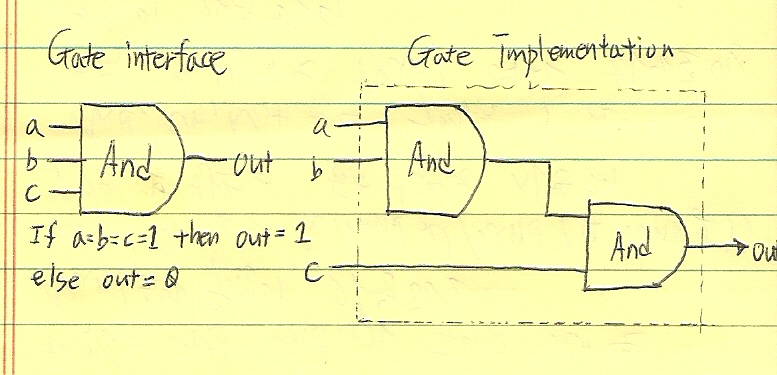 Gate interface
a
b
c
And
out
If a=b=c=1 then out=1
else out=0
Gate Implementation
a
b
And
c
And
out